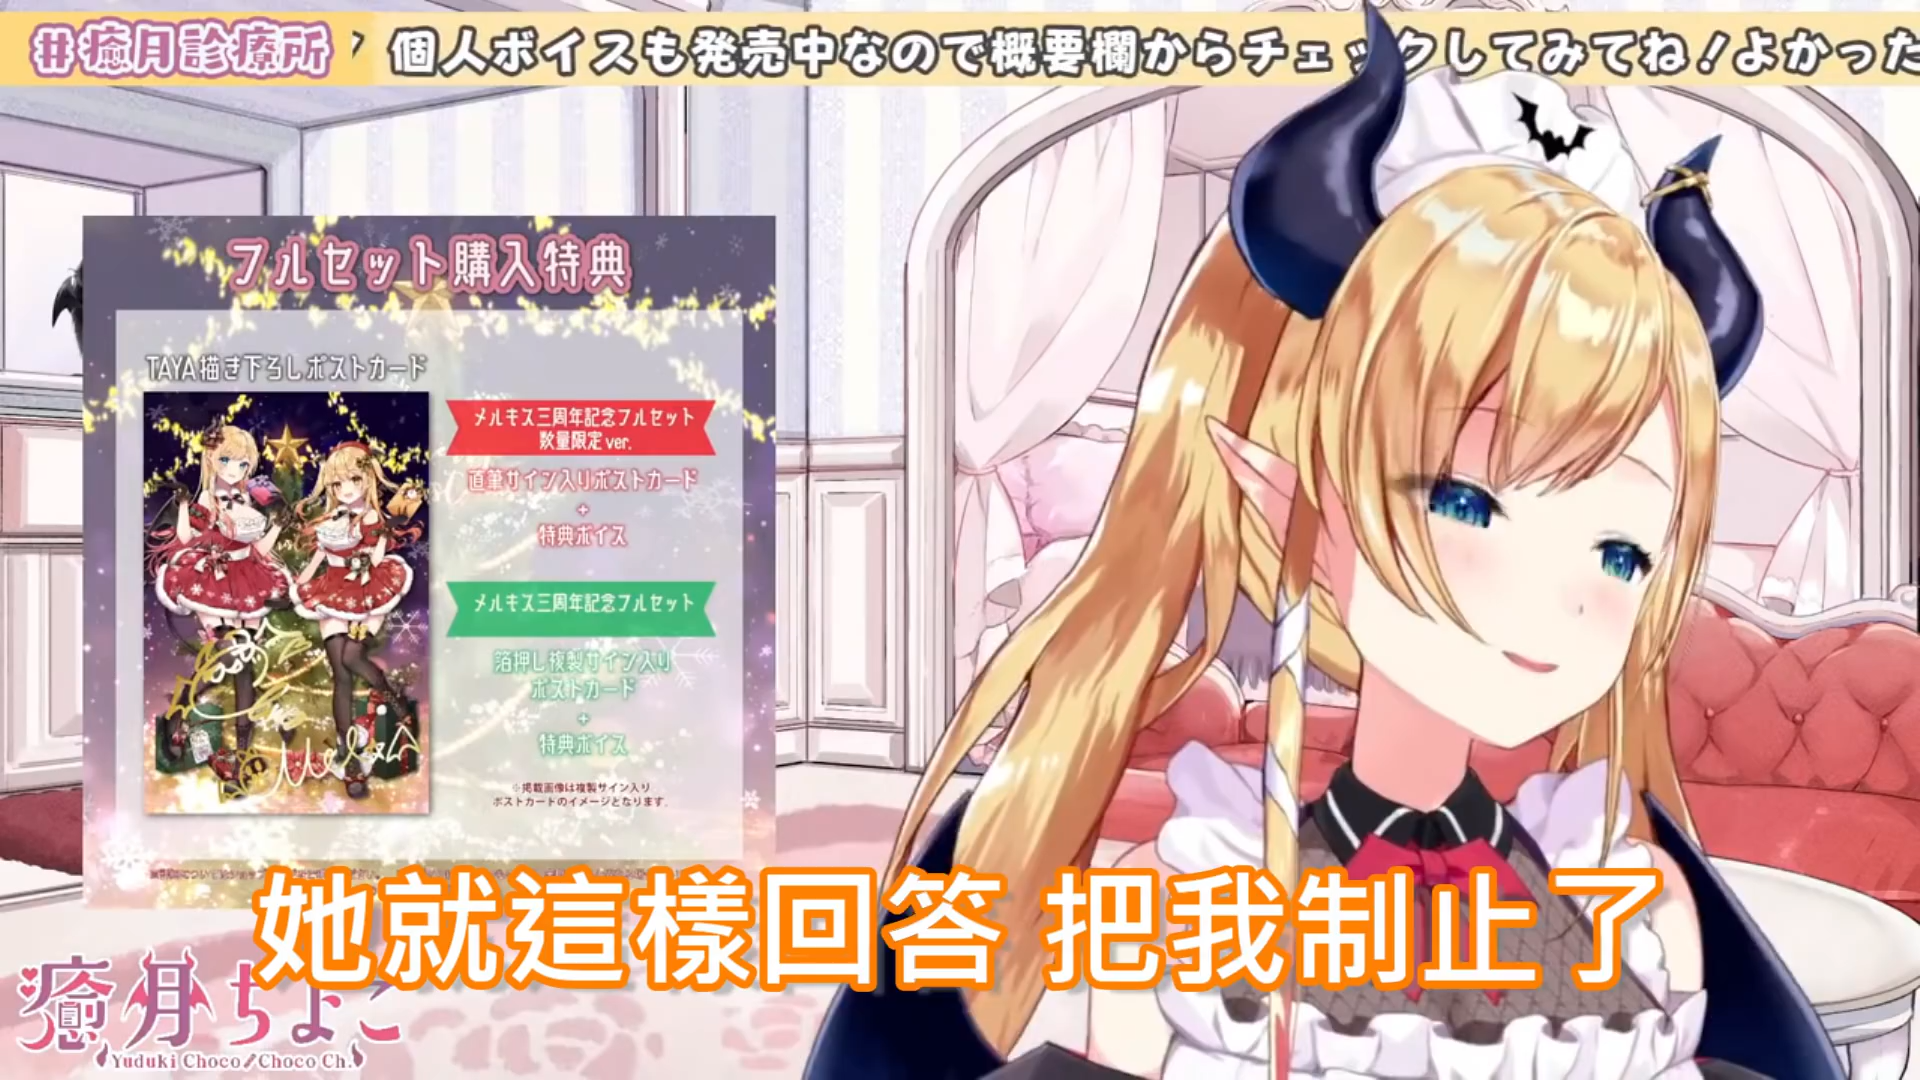 #癒月診療所
個人ボイスも発売中なので概要欄からチェックしてみてね！よかった
フルセット購入特典
TAYA描き下ろしポストカード
メルキス三周年記念フルセット
数量限定ver.
直筆サイン入りポストカード
+
特典ボイス
メルキス三周年記念フルセット
箔押し複製サイン入り
ポストカード
+
特典ボイス
※掲載画像は複製サイン入り
ポストカードのイメージとなります。
她就這樣回答 把我制止了
癒月ちょこ
Yuduki Choco/Choco Ch.